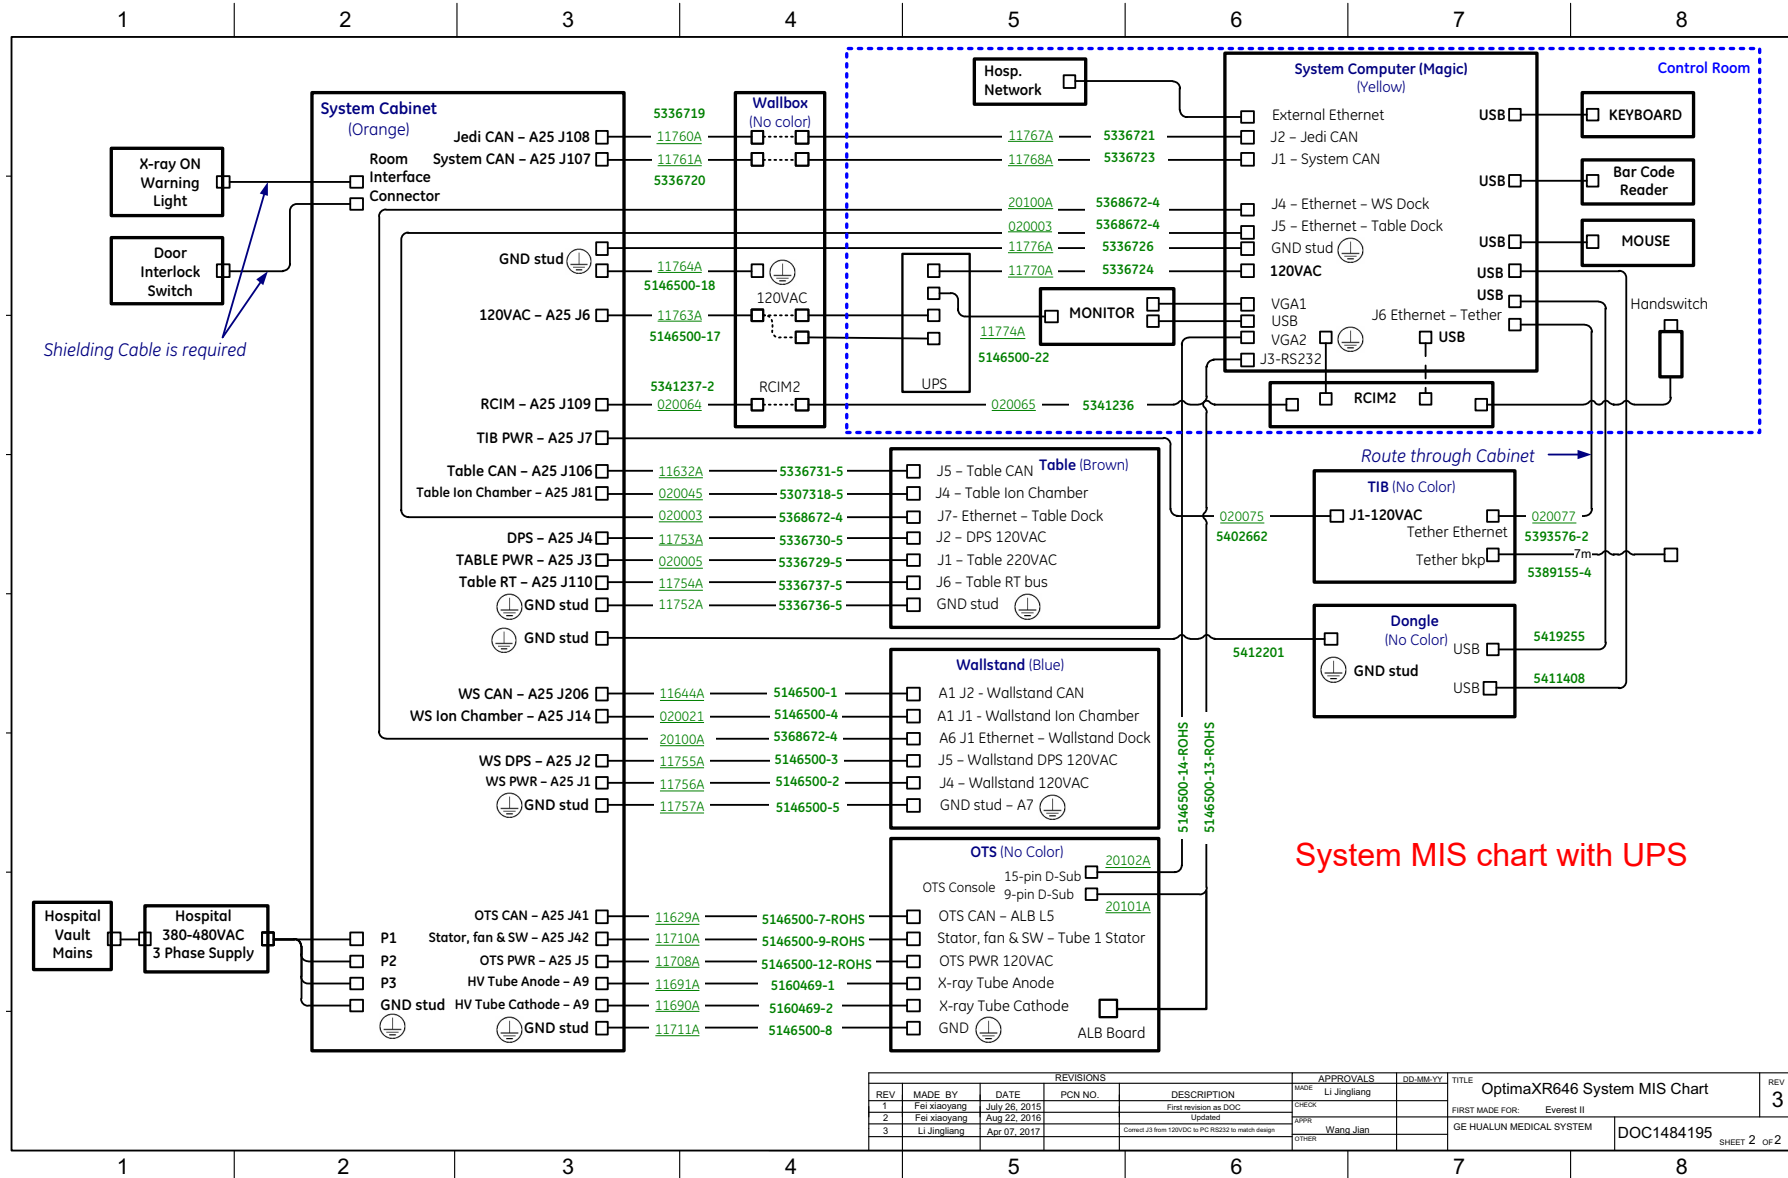 1 2 3 4 5 6 7 8
Control Room
System Cabinet
(Orange)
Jedi CAN – A25 J108
System CAN – A25 J107
Room
Interface
Connector
GND stud
120VAC – A25 J6
RCIM – A25 J109
TIB PWR – A25 J7
Table CAN – A25 J106
Table Ion Chamber – A25 J81
DPS – A25 J4
TABLE PWR – A25 J3
Table RT – A25 J110
GND stud
GND stud
WS CAN – A25 J206
WS Ion Chamber – A25 J14
WS DPS – A25 J2
WS PWR – A25 J1
GND stud
OTS CAN – A25 J41
Stator, fan & SW – A25 J42
OTS PWR – A25 J5
HV Tube Anode – A9
HV Tube Cathode – A9
GND stud
P1
P2
P3
GND stud
X-ray ON
Warning
Light
Door
Interlock
Switch
Shielding Cable is required
Hospital
Vault
Mains
Hospital
380-480VAC
3 Phase Supply
5336719
11760A
11761A
5336720
11764A
5146500-18
11763A
5146500-17
5341237-2
020064
Wallbox
(No color)
120VAC
RCIM2
11767A 5336721
11768A 5336723
20100A 5368672-4
020003 5368672-4
11776A 5336726
11770A 5336724
11774A
5146500-22
020065 5341236
UPS
MONITOR
Hosp.
Network
System Computer (Magic)
(Yellow)
External Ethernet
J2 – Jedi CAN
J1 – System CAN
J4 – Ethernet – WS Dock
J5 – Ethernet – Table Dock
GND stud
120VAC
VGA1
USB
VGA2
J3-RS232
USB
USB
USB
USB
USB
J6 Ethernet – Tether
USB
KEYBOARD
Bar Code
Reader
MOUSE
Handswitch
RCIM2
Route through Cabinet
11632A 5336731-5
020045 5307318-5
020003 5368672-4
11753A 5336730-5
020005 5336729-5
11754A 5336737-5
11752A 5336736-5
Table (Brown)
J5 – Table CAN
J4 – Table Ion Chamber
J7- Ethernet – Table Dock
J2 – DPS 120VAC
J1 – Table 220VAC
J6 – Table RT bus
GND stud
020075
5402662
TIB (No Color)
J1-120VAC
Tether Ethernet
Tether bkp
020077
5393576-2
7m
5389155-4
5412201
Dongle
(No Color)
USB
GND stud
USB
5419255
5411408
11644A 5146500-1
020021 5146500-4
20100A 5368672-4
11755A 5146500-3
11756A 5146500-2
11757A 5146500-5
Wallstand (Blue)
A1 J2 - Wallstand CAN
A1 J1 - Wallstand Ion Chamber
A6 J1 Ethernet – Wallstand Dock
J5 – Wallstand DPS 120VAC
J4 – Wallstand 120VAC
GND stud – A7
5146500-14-ROHS
5146500-13-ROHS
11629A 5146500-7-ROHS
11710A 5146500-9-ROHS
11708A 5146500-12-ROHS
11691A 5160469-1
11690A 5160469-2
11711A 5146500-8
OTS (No Color)
20102A
15-pin D-Sub
OTS Console
9-pin D-Sub
20101A
OTS CAN – ALB L5
Stator, fan & SW – Tube 1 Stator
OTS PWR 120VAC
X-ray Tube Anode
X-ray Tube Cathode
GND
ALB Board
System MIS chart with UPS
REVISIONS
REV MADE BY DATE PCN NO. DESCRIPTION
1 Fei xiaoyang July 26, 2015 First revision as DOC
2 Fei xiaoyang Aug 22, 2016 Updated
3 Li Jingliang Apr 07, 2017 Correct J3 from 120VDC to PC RS232 to match design
APPROVALS DD-MM-YY
MADE Li Jingliang
CHECK
APPR Wang Jian
OTHER
TITLE OptimaXR646 System MIS Chart
FIRST MADE FOR: Everest II
GE HUALUN MEDICAL SYSTEM
DOC1484195
SHEET 2 OF 2
REV
3
1 2 3 4 5 6 7 8